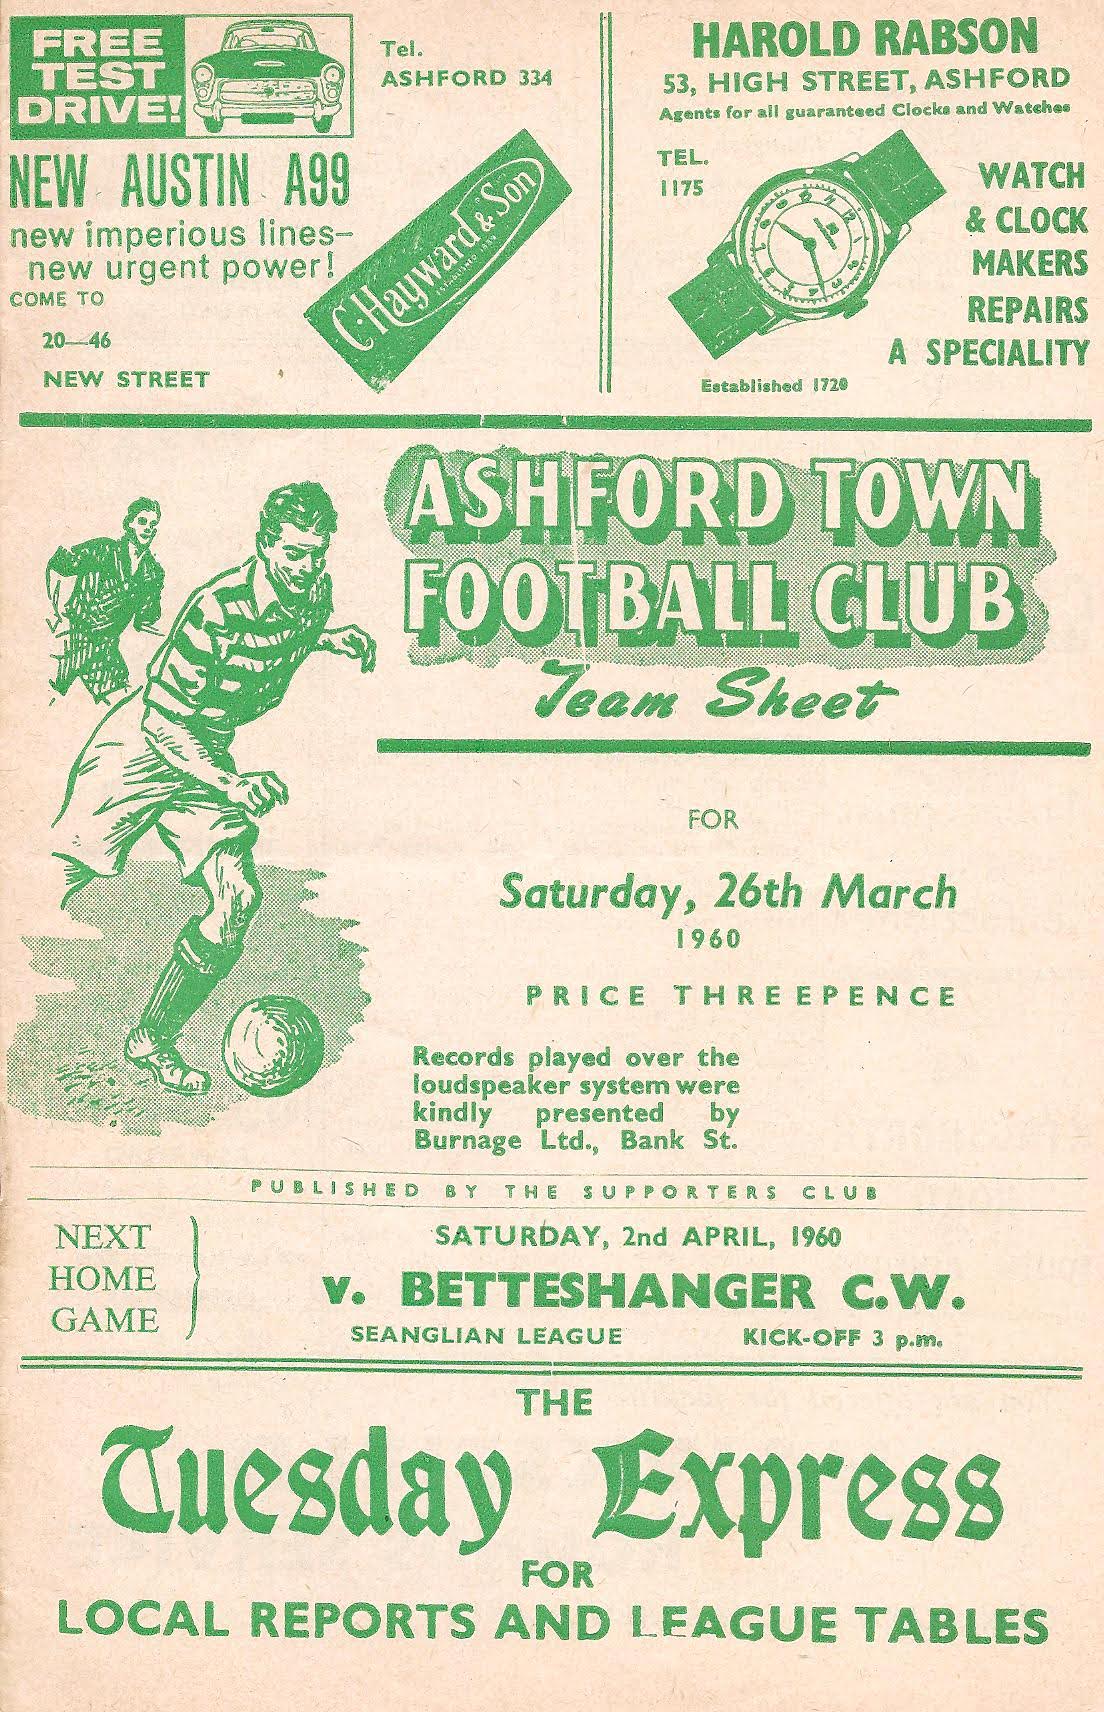 FREE
TEST
DRIVE!
Tel.
ASHFORD 334
NEW AUSTIN A99
new imperious lines—
new urgent power!
COME TO
20—46
NEW STREET
C. Hayward & Son
HAROLD RABSON
53, HIGH STREET, ASHFORD
Agents for all guaranteed Clocks and Watches
TEL.
1175
WATCH
& CLOCK
MAKERS
REPAIRS
A SPECIALITY
Established 1720
ASHFORD TOWN
FOOTBALL CLUB
Team Sheet
FOR
Saturday, 26th March
1960
PRICE THREEPENCE
Records played over the
loudspeaker system were
kindly presented by
Burnage Ltd., Bank St.
PUBLISHED BY THE SUPPORTERS CLUB
NEXT
HOME
GAME
SATURDAY, 2nd APRIL, 1960
v. BETTESHANGER C.W.
SEANGLIAN LEAGUE KICK-OFF 3 p.m.
THE
Tuesday Express
FOR
LOCAL REPORTS AND LEAGUE TABLES